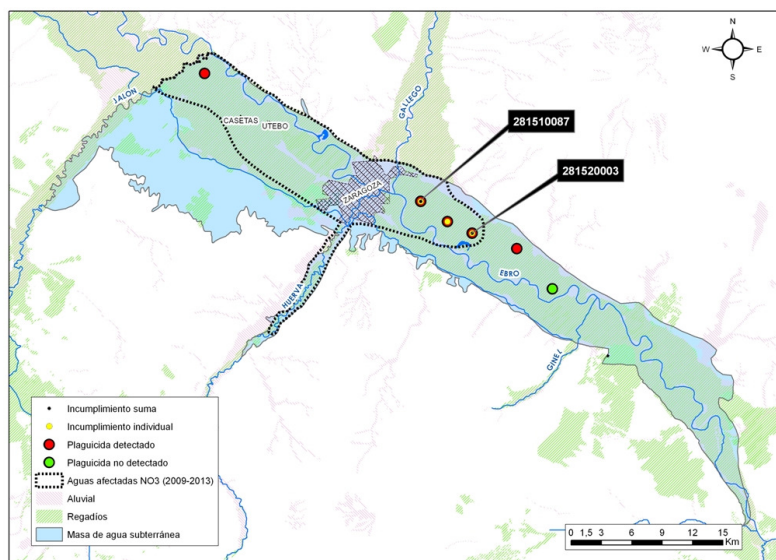 N
W E
S
JALON
GALLEGO
CASETAS
UTEBO
281510087
281520003
ZARAGOZA
HUERVA
EBRO
GINEL
Incumplimiento suma
Incumplimiento individual
Plaguicida detectado
Plaguicida no detectado
Aguas afectadas NO3 (2009-2013)
Aluvial
Regadíos
Masa de agua subterránea
0 1,5 3 6 9 12 15
Km